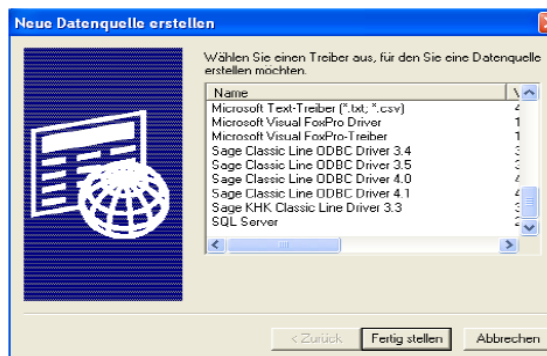 Neue Datenquelle erstellen
Wählen Sie einen Treiber aus, für den Sie eine Datenquelle
erstellen möchten.
Name
Microsoft Text-Treiber (*.txt; *.csv)
Microsoft Visual FoxPro Driver
Microsoft Visual FoxPro-Treiber
Sage Classic Line ODBC Driver 3.4
Sage Classic Line ODBC Driver 3.5
Sage Classic Line ODBC Driver 4.0
Sage Classic Line ODBC Driver 4.1
Sage KHK Classic Line Driver 3.3
SQL Server
< Zurück Fertig stellen Abbrechen